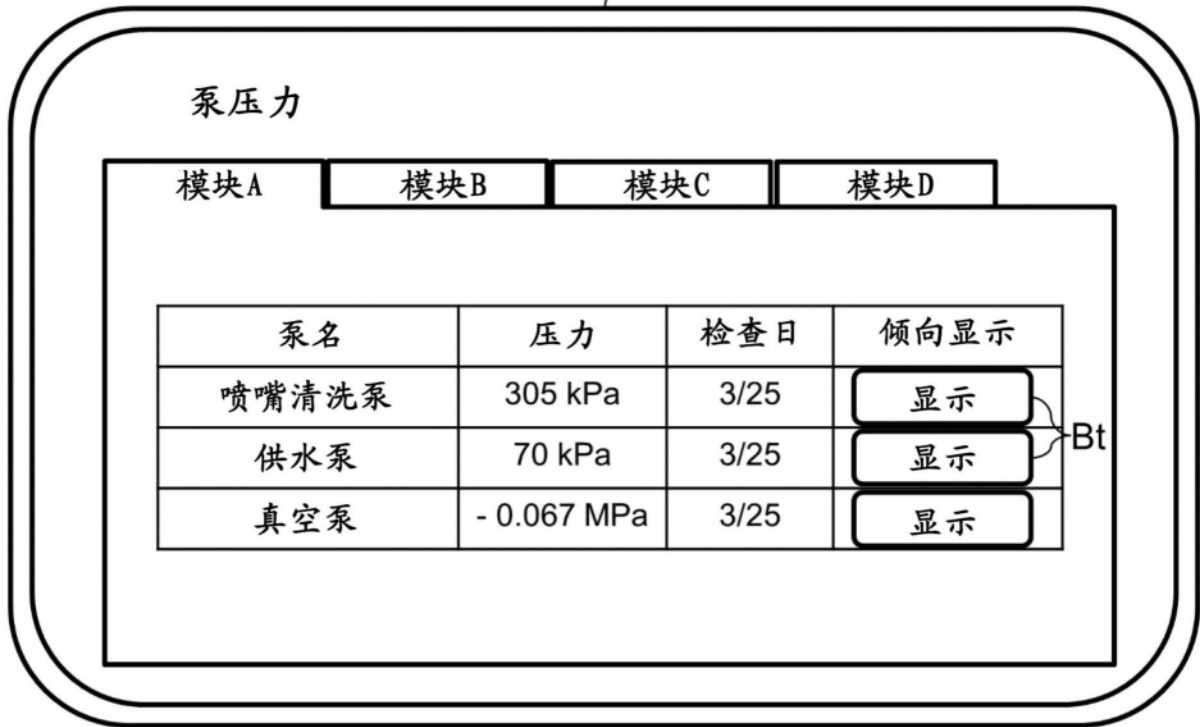 泵压力
模块A 模块B 模块C 模块D
泵名 压力 检查日 倾向显示
喷嘴清洗泵 305 kPa 3/25 显示
供水泵 70 kPa 3/25 显示
真空泵 - 0.067 MPa 3/25 显示
Bt